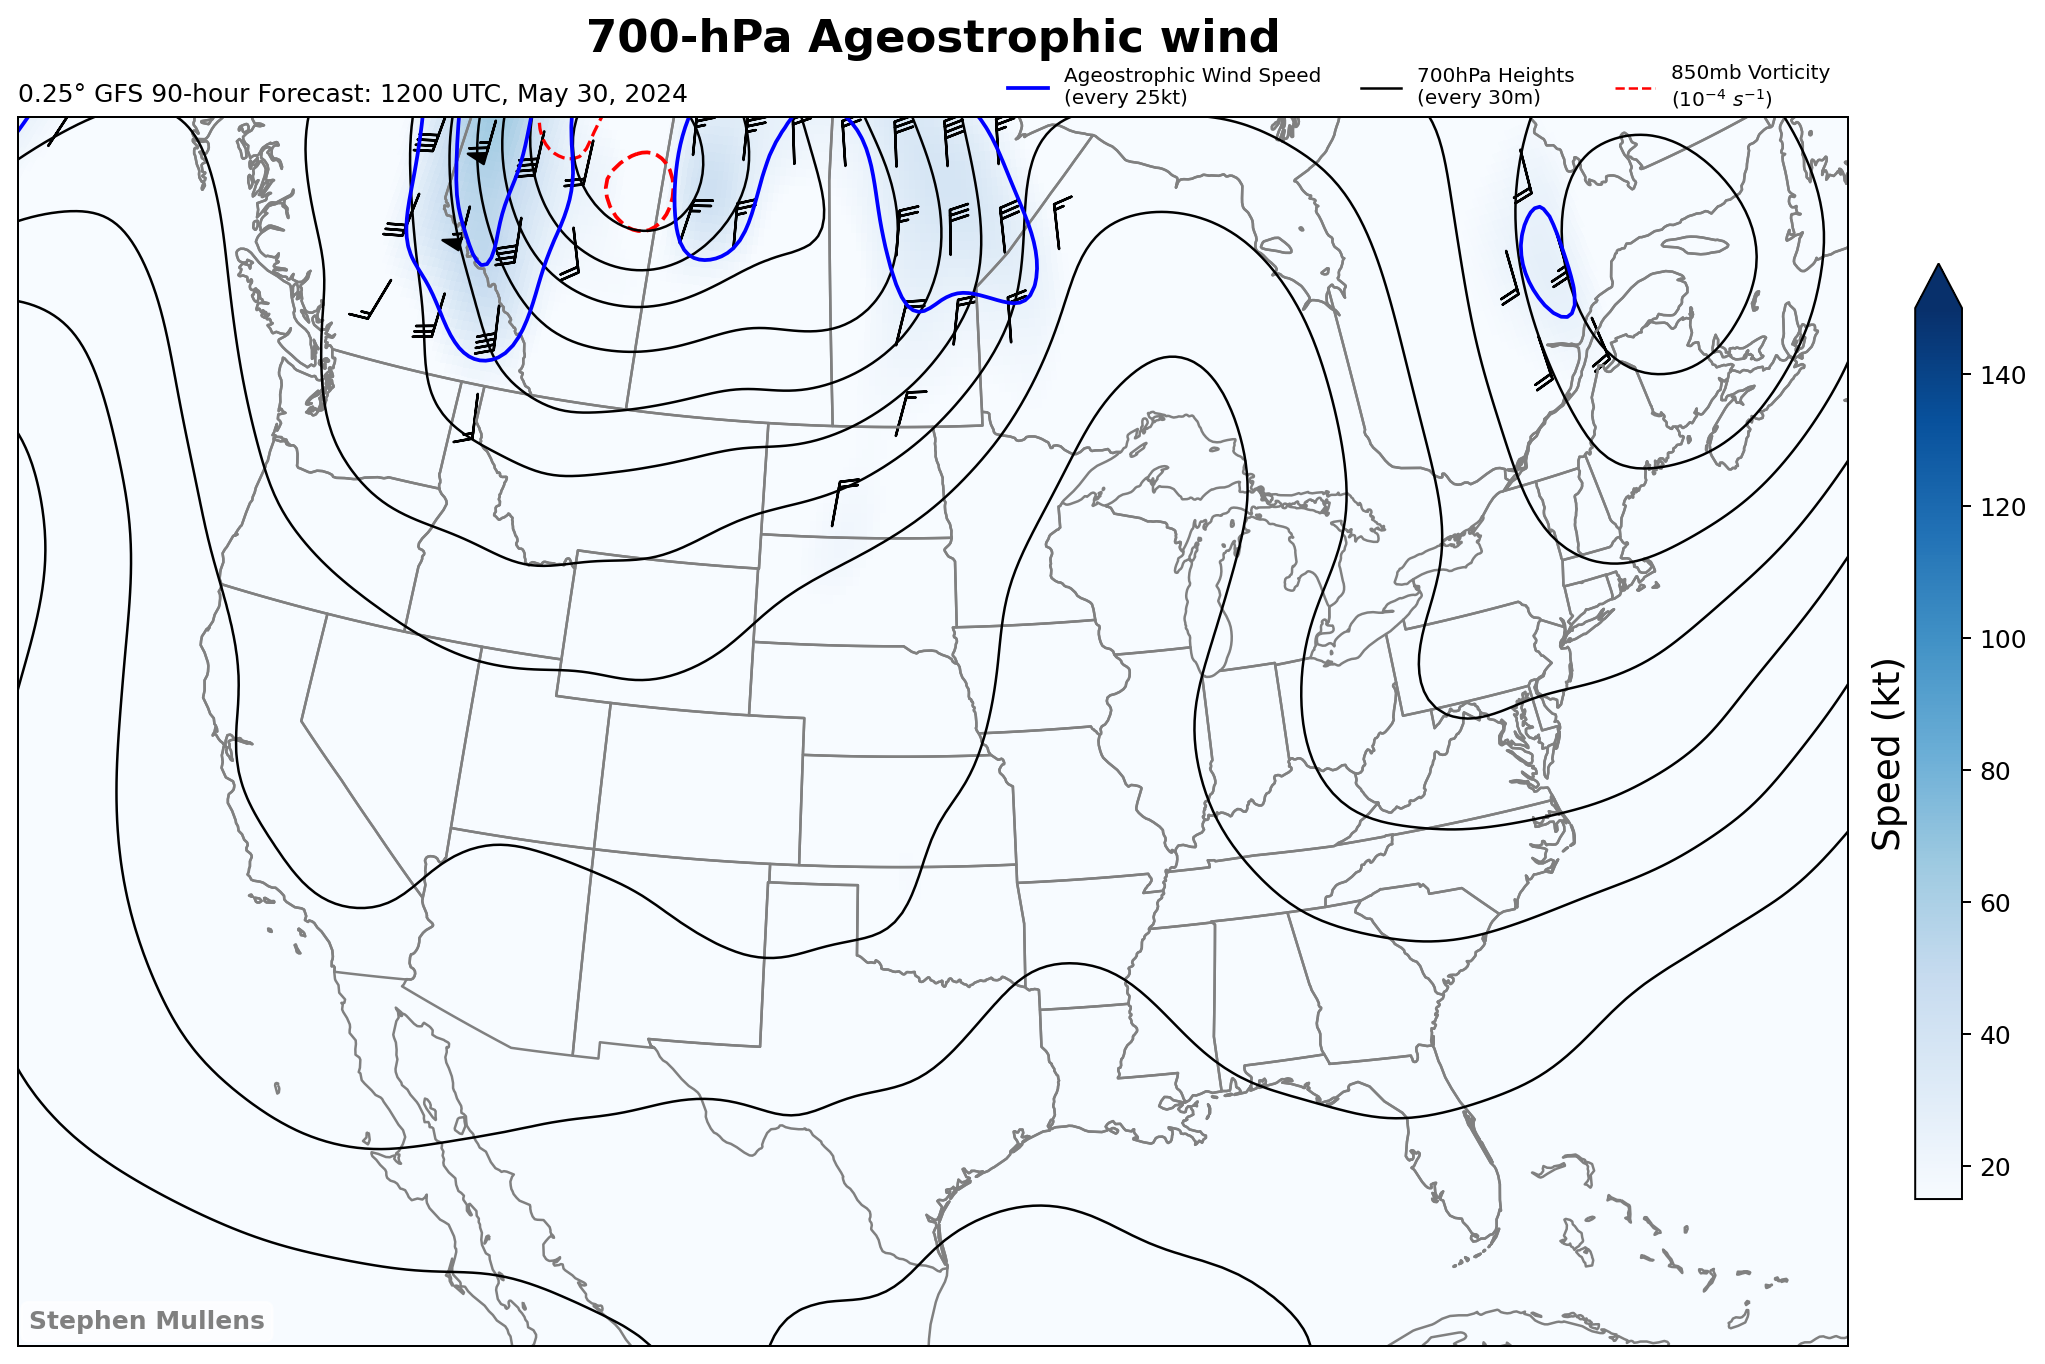 700-hPa Ageostrophic wind
0.25° GFS 90-hour Forecast: 1200 UTC, May 30, 2024
Ageostrophic Wind Speed
(every 25kt)
700hPa Heights
(every 30m)
850mb Vorticity
(10⁻⁴ s⁻¹)
140
120
100
80
60
40
20
Speed (kt)
Stephen Mullens